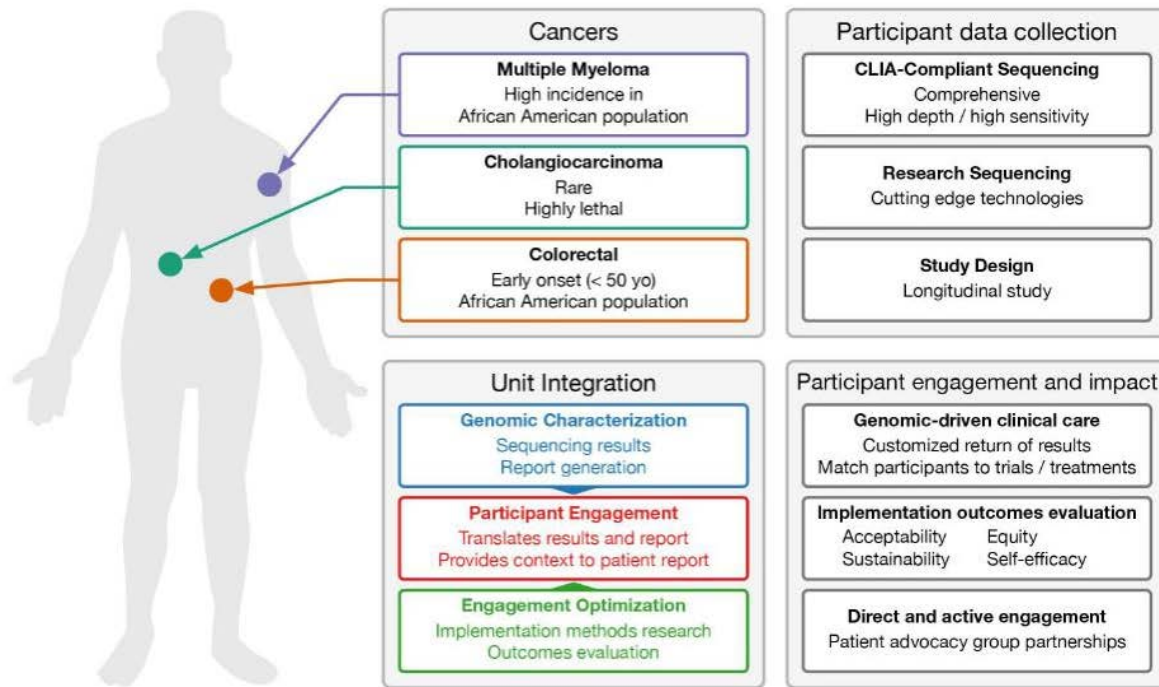 Cancers
Multiple Myeloma
High incidence in
African American population
Cholangiocarcinoma
Rare
Highly lethal
Colorectal
Early onset (< 50 yo)
African American population
Participant data collection
CLIA-Compliant Sequencing
Comprehensive
High depth / high sensitivity
Research Sequencing
Cutting edge technologies
Study Design
Longitudinal study
Unit Integration
Genomic Characterization
Sequencing results
Report generation
Participant Engagement
Translates results and report
Provides context to patient report
Engagement Optimization
Implementation methods research
Outcomes evaluation
Participant engagement and impact
Genomic-driven clinical care
Customized return of results
Match participants to trials / treatments
Implementation outcomes evaluation
Acceptability Equity
Sustainability Self-efficacy
Direct and active engagement
Patient advocacy group partnerships